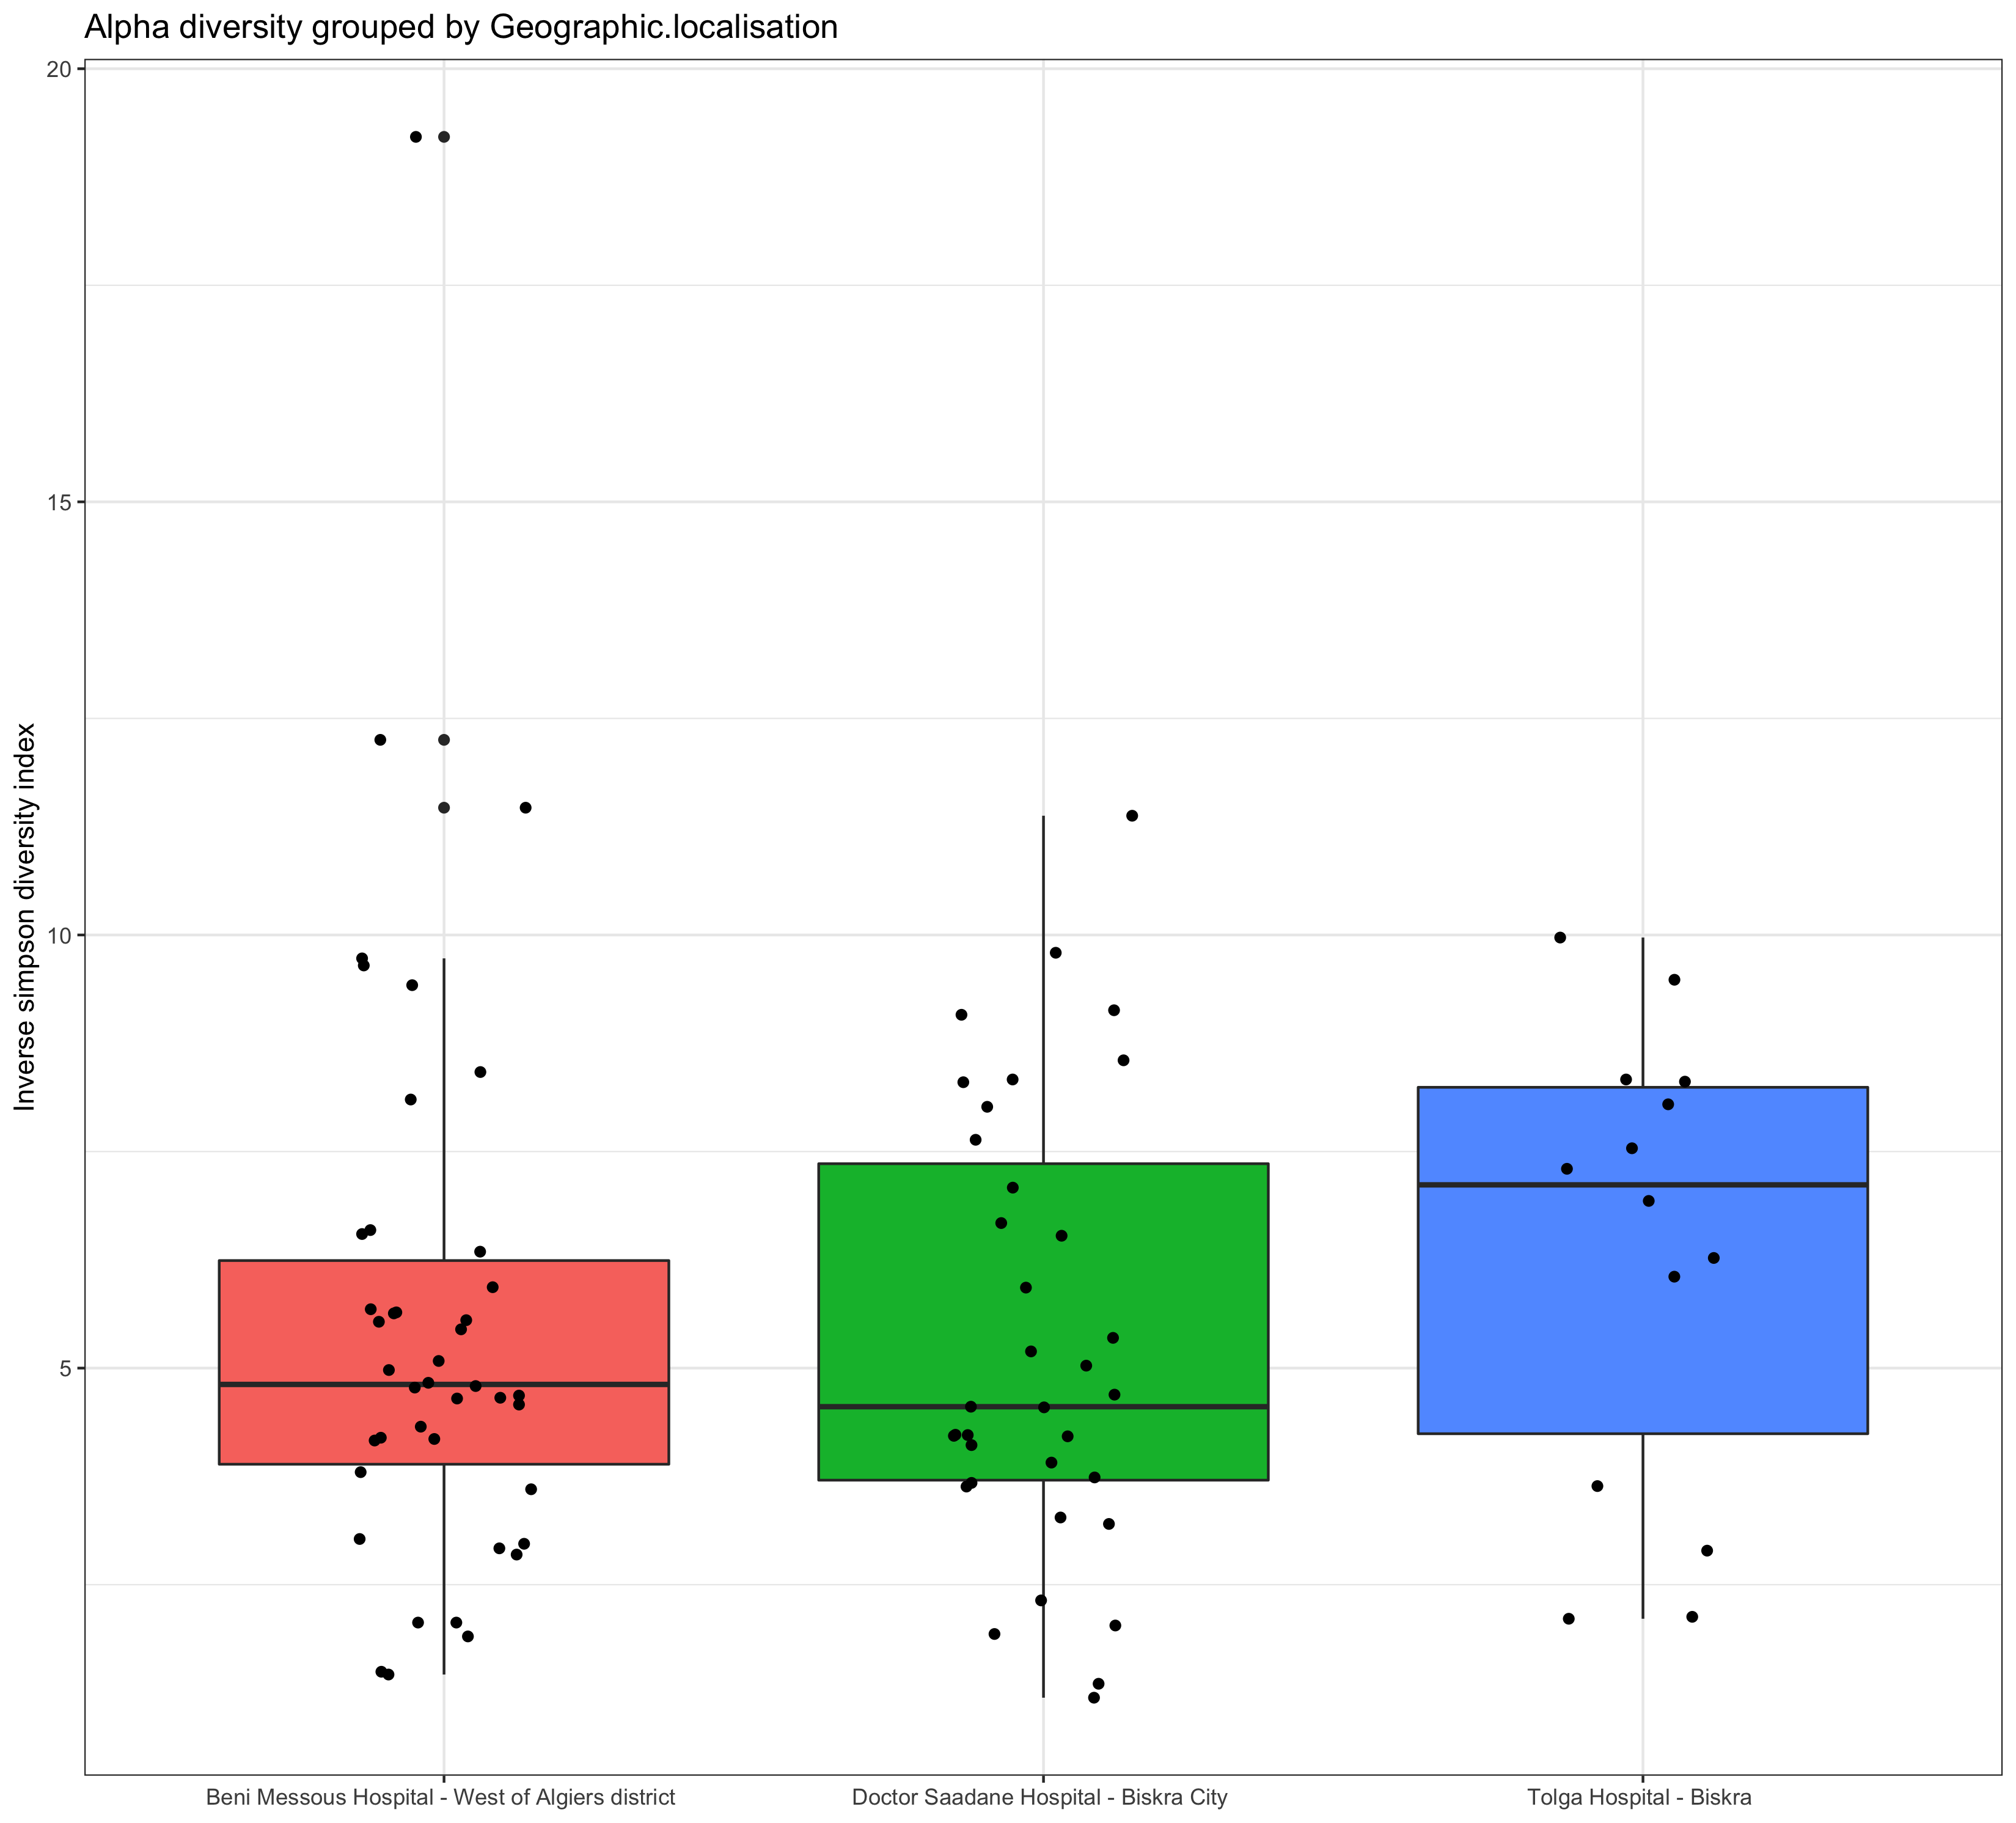 Alpha diversity grouped by Geographic.localisation
Inverse simpson diversity index
20
15
10
5
Beni Messous Hospital - West of Algiers district
Doctor Saadane Hospital - Biskra City
Tolga Hospital - Biskra